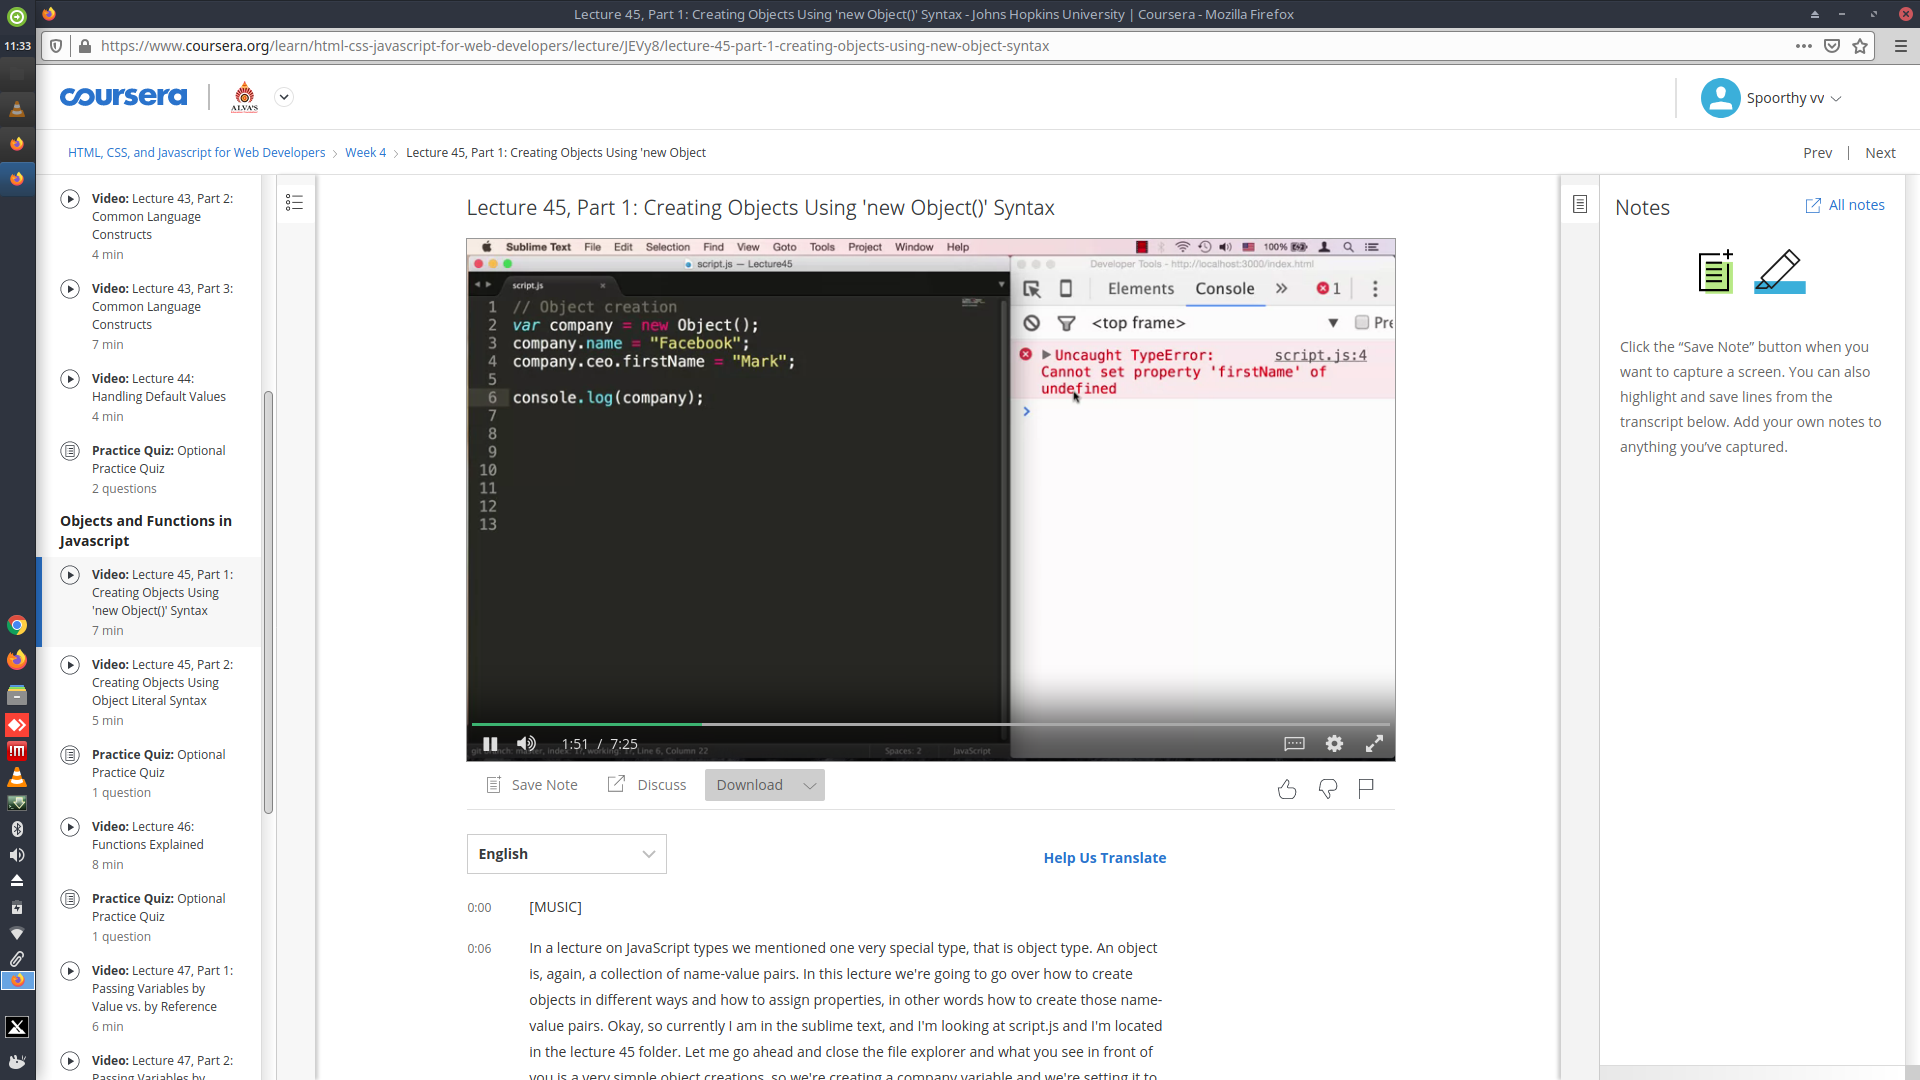 Lecture 45, Part 1: Creating Objects Using 'new Object()' Syntax - Johns Hopkins University | Coursera - Mozilla Firefox
11:33
https://www.coursera.org/learn/html-css-javascript-for-web-developers/lecture/JEVy8/lecture-45-part-1-creating-objects-using-new-object-syntax
coursera
ALVA'S
Spoorthy vv
HTML, CSS, and Javascript for Web Developers > Week 4 > Lecture 45, Part 1: Creating Objects Using 'new Object
Prev | Next
Video: Lecture 43, Part 2:
Common Language
Constructs
4 min
Video: Lecture 43, Part 3:
Common Language
Constructs
7 min
Video: Lecture 44:
Handling Default Values
4 min
Practice Quiz: Optional
Practice Quiz
2 questions
Objects and Functions in
Javascript
Video: Lecture 45, Part 1:
Creating Objects Using
'new Object()' Syntax
7 min
Video: Lecture 45, Part 2:
Creating Objects Using
Object Literal Syntax
5 min
Practice Quiz: Optional
Practice Quiz
1 question
Video: Lecture 46:
Functions Explained
8 min
Practice Quiz: Optional
Practice Quiz
1 question
Video: Lecture 47, Part 1:
Passing Variables by
Value vs. by Reference
6 min
Video: Lecture 47, Part 2:
Passing Variables by
Lecture 45, Part 1: Creating Objects Using 'new Object()' Syntax
Sublime Text File Edit Selection Find View Goto Tools Project Window Help 100%
script.js — Lecture45
script.js
1 // Object creation
2 var company = new Object();
3 company.name = "Facebook";
4 company.ceo.firstName = "Mark";
5
6 console.log(company);
7
8
9
10
11
12
13
Developer Tools - http://localhost:3000/index.html
Elements Console » 1
<top frame> Pre
Uncaught TypeError: script.js:4
Cannot set property 'firstName' of
undefined
1:51 / 7:25
Line 6, Column 22
Spaces: 2
JavaScript
Save Note
Discuss
Download
English
Help Us Translate
0:00 [MUSIC]
0:06 In a lecture on JavaScript types we mentioned one very special type, that is object type. An object
is, again, a collection of name-value pairs. In this lecture we're going to go over how to create
objects in different ways and how to assign properties, in other words how to create those name-
value pairs. Okay, so currently I am in the sublime text, and I'm looking at script.js and I'm located
in the lecture 45 folder. Let me go ahead and close the file explorer and what you see in front of
you is a very simple object creations, so we're creating a company variable and we're setting it to
Notes
All notes
Click the “Save Note” button when you
want to capture a screen. You can also
highlight and save lines from the
transcript below. Add your own notes to
anything you’ve captured.